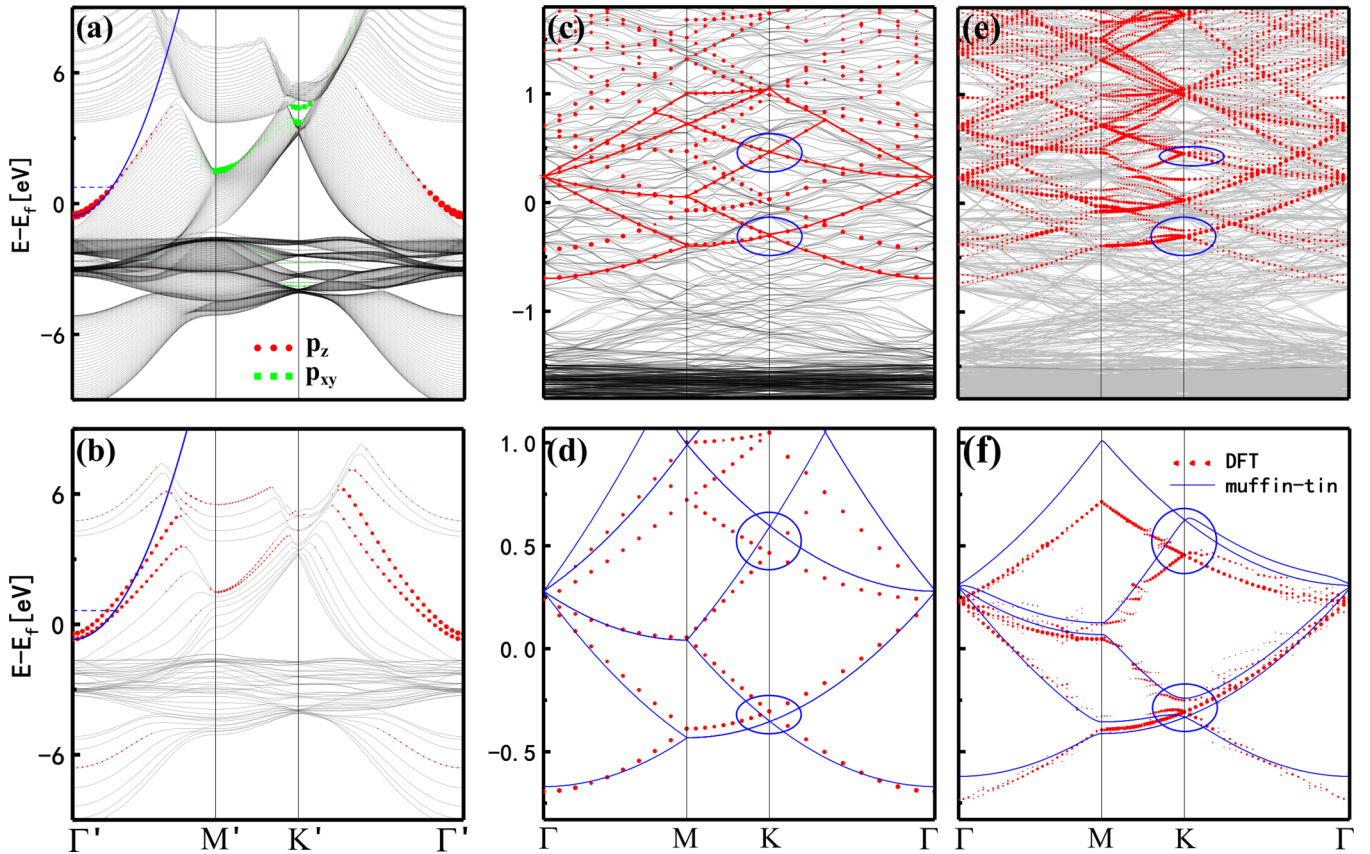 (a)
E−E_f [eV]
6
0
−6
p_z
p_xy
(c)
1
0
−1
(e)
(b)
E−E_f [eV]
6
0
−6
Γ'
M'
K'
Γ'
(d)
1.0
0.5
0.0
−0.5
Γ
M
K
Γ
(f)
DFT
muffin-tin
Γ
M
K
Γ